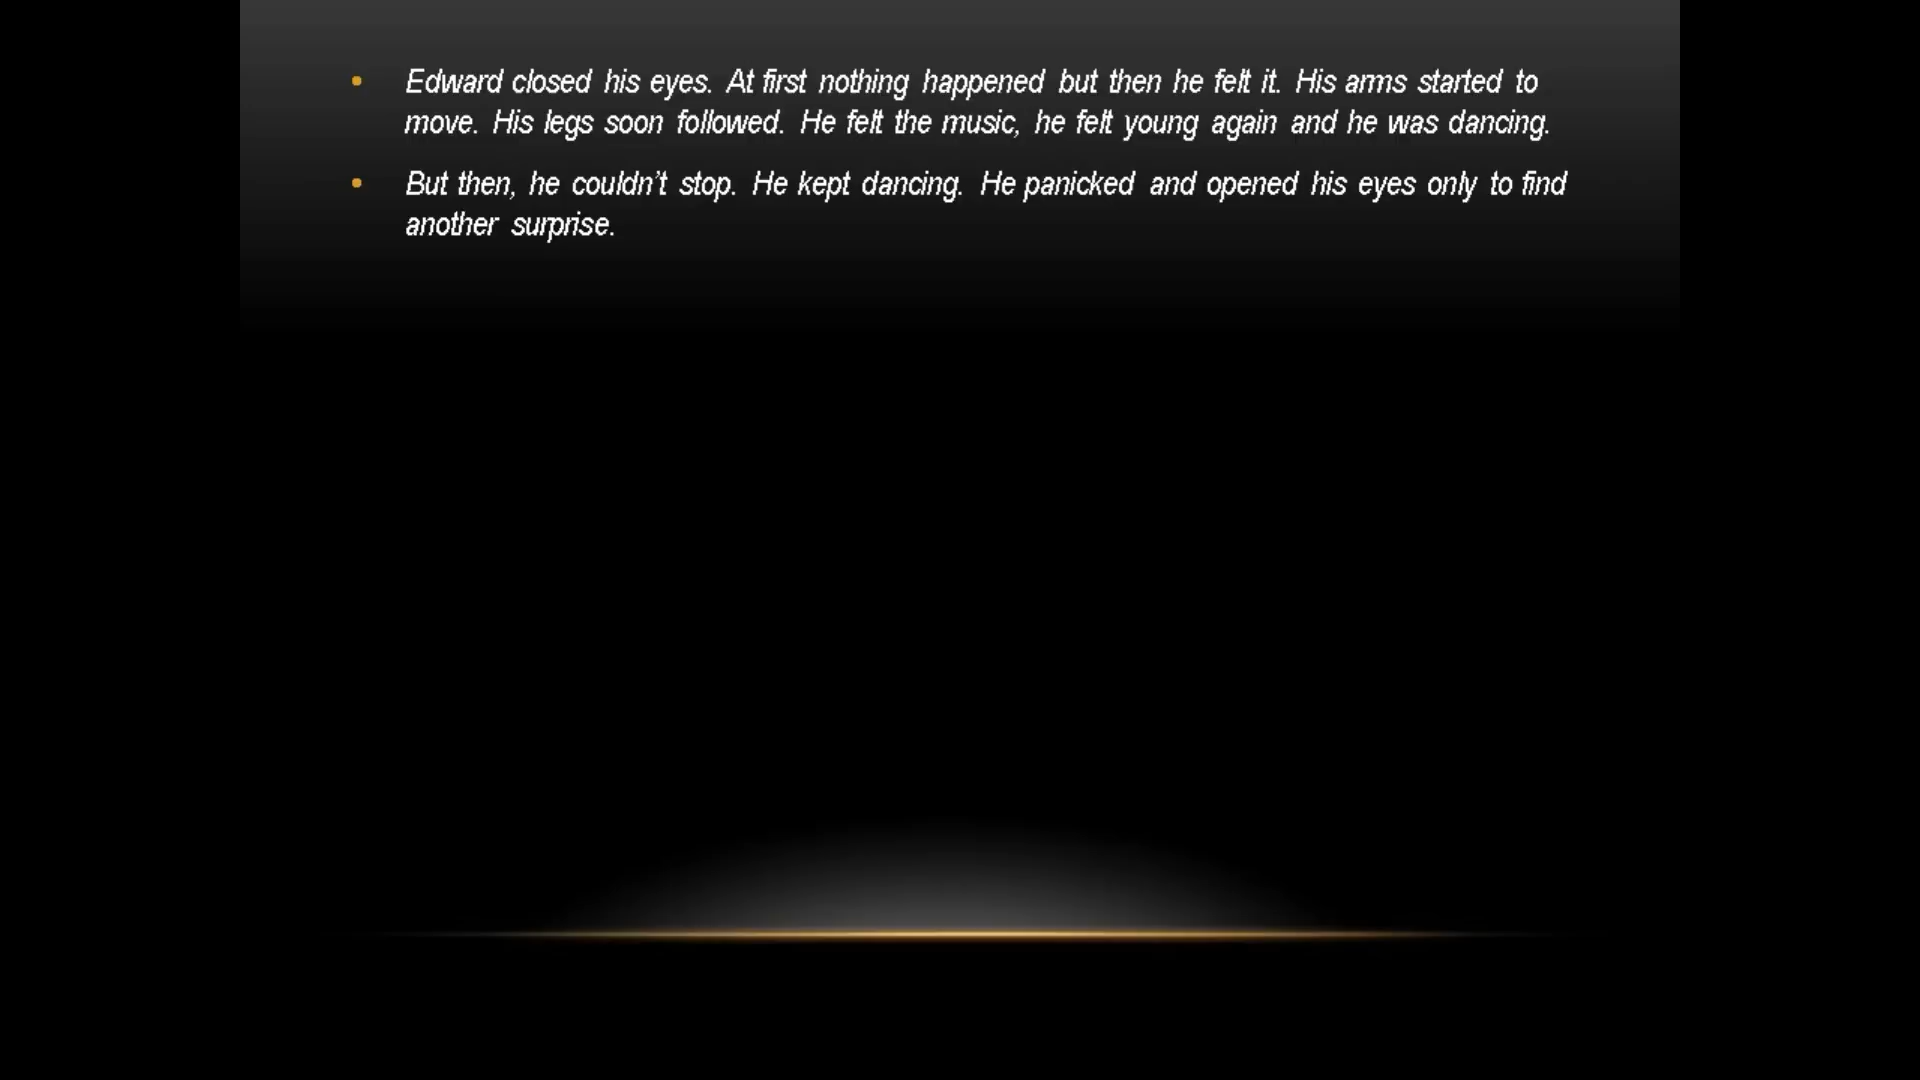 • Edward closed his eyes. At first nothing happened but then he felt it. His arms started to
move. His legs soon followed. He felt the music, he felt young again and he was dancing.
• But then, he couldn’t stop. He kept dancing. He panicked and opened his eyes only to find
another surprise.